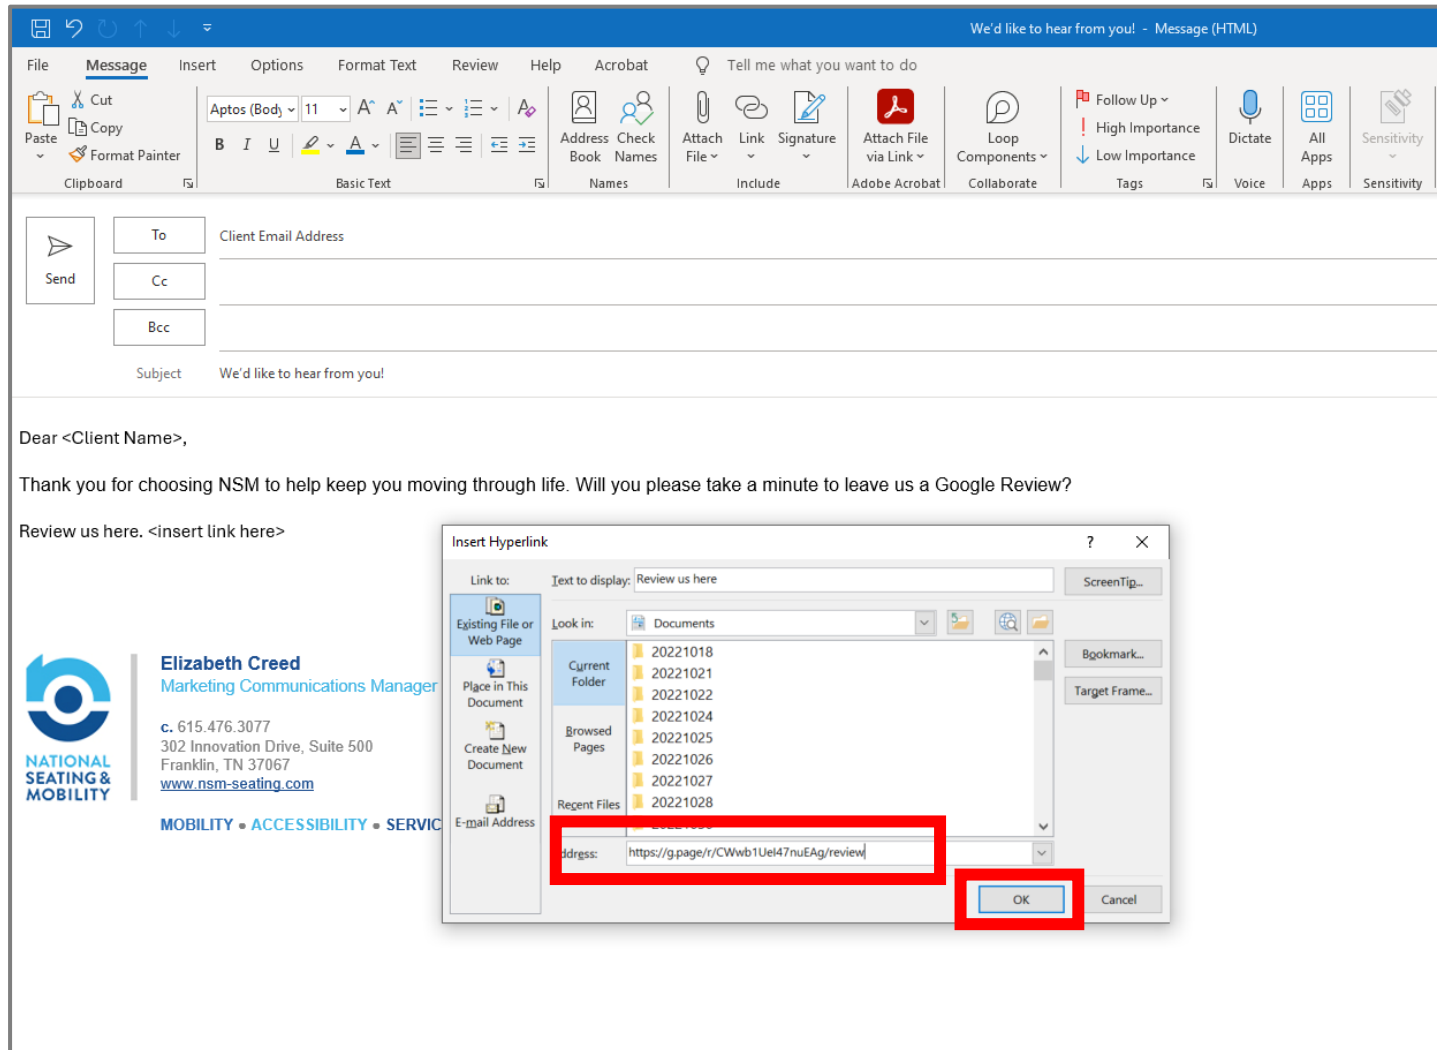 We'd like to hear from you!  -  Message (HTML)
File Message Insert Options Format Text Review Help Acrobat Tell me what you want to do
Paste
Cut
Copy
Format Painter
Clipboard
Aptos (Body 11
B I U
Basic Text
Address Book
Check Names
Names
Attach File
Link
Signature
Include
Attach File via Link
Adobe Acrobat
Loop Components
Collaborate
Follow Up
High Importance
Low Importance
Tags
Dictate
Voice
All Apps
Apps
Sensitivity
Sensitivity
Send
To Client Email Address
Cc
Bcc
Subject We'd like to hear from you!
Dear <Client Name>,
Thank you for choosing NSM to help keep you moving through life. Will you please take a minute to leave us a Google Review?
Review us here. <insert link here>
NATIONAL
SEATING &
MOBILITY
Elizabeth Creed
Marketing Communications Manager
c. 615.476.3077
302 Innovation Drive, Suite 500
Franklin, TN 37067
www.nsm-seating.com
MOBILITY • ACCESSIBILITY • SERVIC
Insert Hyperlink ?
Link to:
Existing File or
Web Page
Place in This
Document
Create New
Document
E-mail Address
Text to display: Review us here
ScreenTip...
Look in: Documents
Current
Folder
Browsed
Pages
Recent Files
20221018
20221021
20221022
20221024
20221025
20221026
20221027
20221028
Bookmark...
Target Frame...
ddress: https://g.page/r/CWwb1UeI47nuEAg/review
OK Cancel